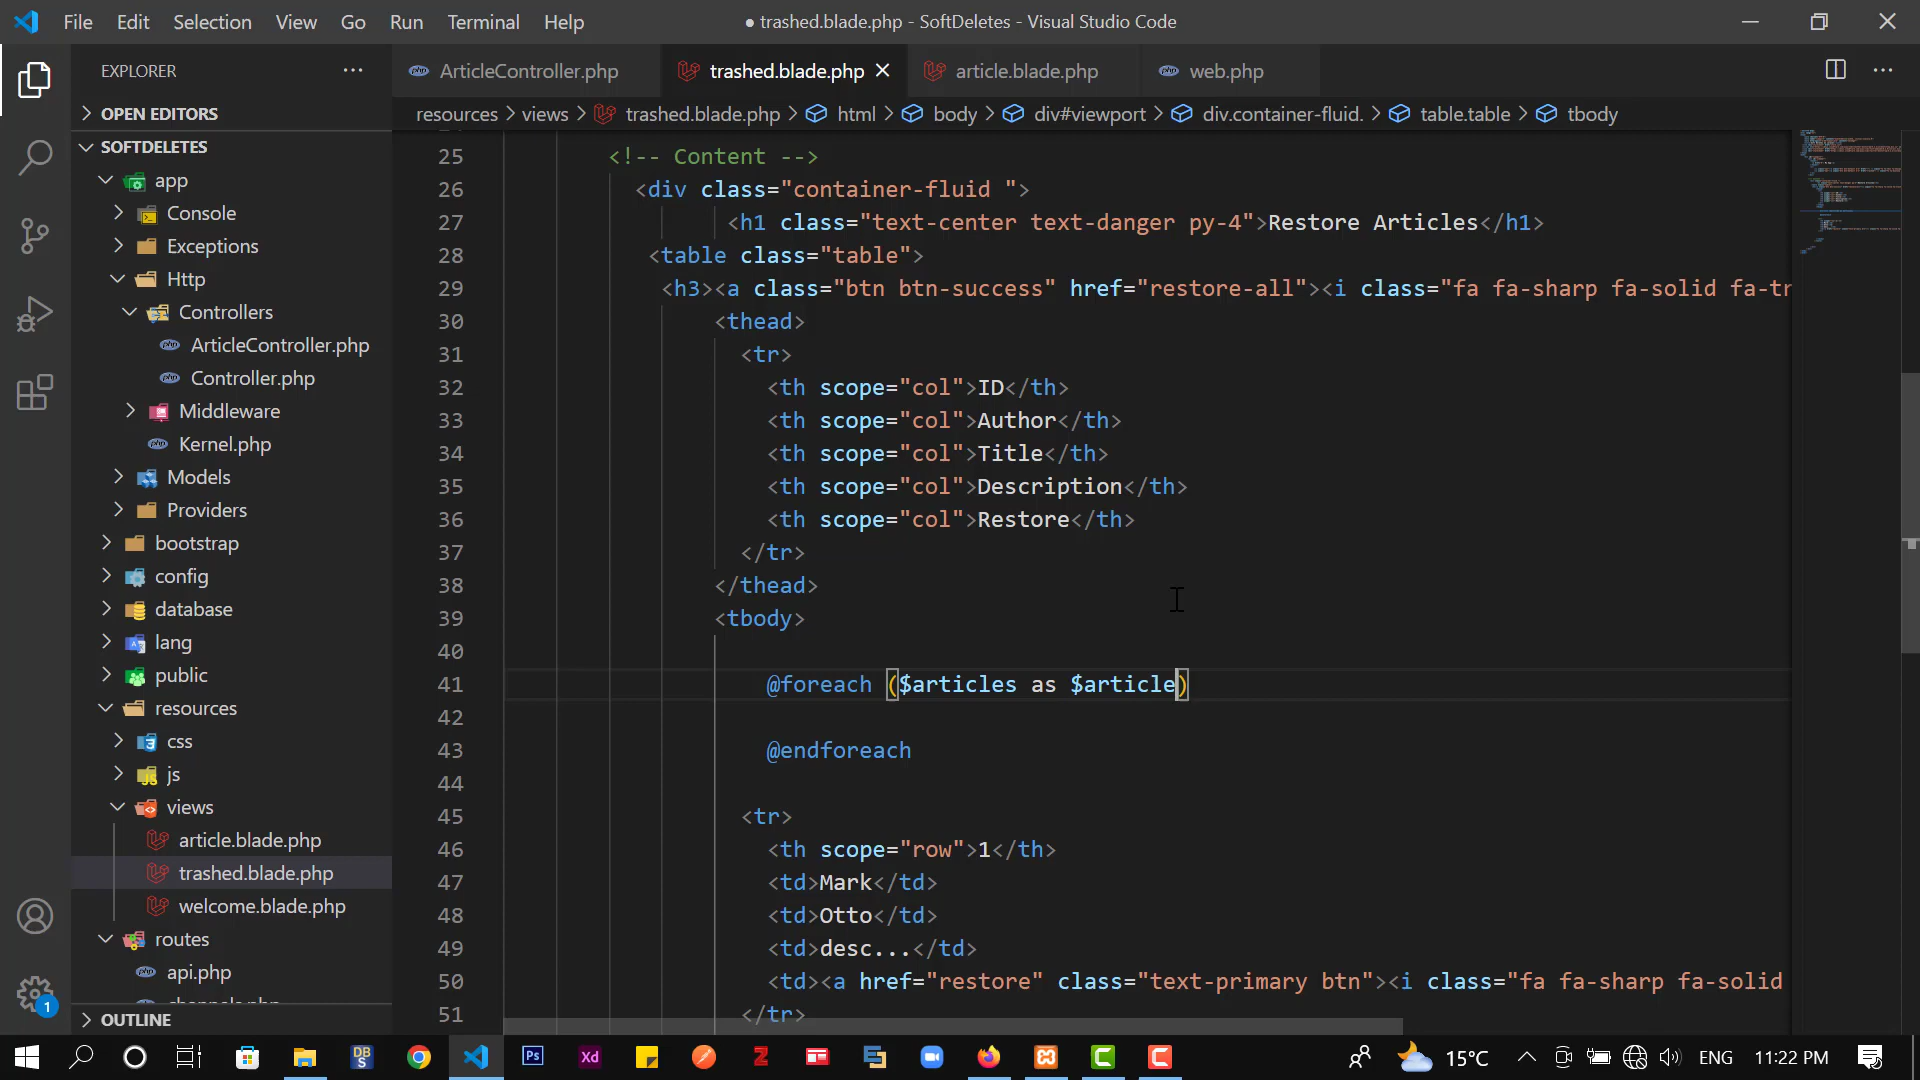 File Edit Selection View Go Run Terminal Help
● trashed.blade.php - SoftDeletes - Visual Studio Code
EXPLORER
ArticleController.php
trashed.blade.php
article.blade.php
web.php
OPEN EDITORS
resources > views > trashed.blade.php > html > body > div#viewport > div.container-fluid. > table.table > tbody
SOFTDELETES
app
Console
Exceptions
Http
Controllers
ArticleController.php
Controller.php
Middleware
Kernel.php
Models
Providers
bootstrap
config
database
lang
public
resources
css
js
views
article.blade.php
trashed.blade.php
welcome.blade.php
routes
api.php
OUTLINE
25 <!-- Content -->
26 <div class="container-fluid ">
27 <h1 class="text-center text-danger py-4">Restore Articles</h1>
28 <table class="table">
29 <h3><a class="btn btn-success" href="restore-all"><i class="fa fa-sharp fa-solid fa-tr
30 <thead>
31 <tr>
32 <th scope="col">ID</th>
33 <th scope="col">Author</th>
34 <th scope="col">Title</th>
35 <th scope="col">Description</th>
36 <th scope="col">Restore</th>
37 </tr>
38 </thead>
39 <tbody>
40
41 @foreach ($articles as $article)
42
43 @endforeach
44
45 <tr>
46 <th scope="row">1</th>
47 <td>Mark</td>
48 <td>Otto</td>
49 <td>desc...</td>
50 <td><a href="restore" class="text-primary btn"><i class="fa fa-sharp fa-solid
51 </tr>
1
DB
S
Ps
Xd
Z
15°C
ENG
11:22 PM